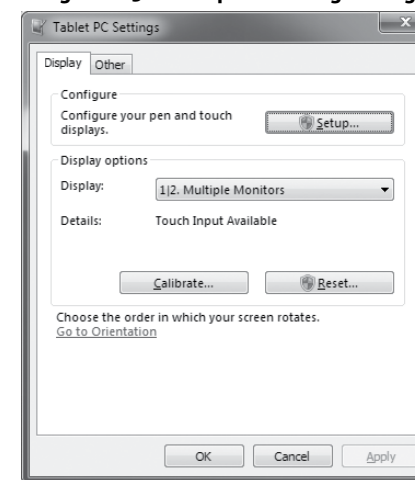 Tablet PC Settings
Display Other
Configure
Configure your pen and touch
displays.
Setup...
Display options
Display:
1|2. Multiple Monitors
Details:
Touch Input Available
Calibrate...
Reset...
Choose the order in which your screen rotates.
Go to Orientation
OK Cancel Apply